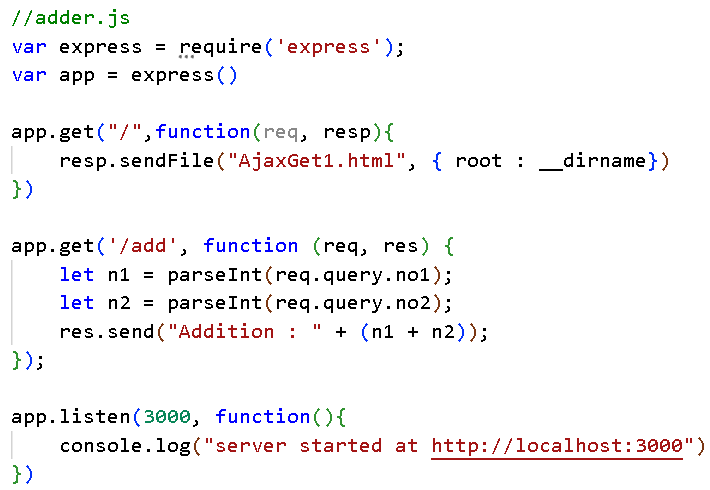 //adder.js
var express = require('express');
var app = express()
app.get("/",function(req, resp){
    resp.sendFile("AjaxGet1.html", { root : __dirname})
})
app.get('/add', function (req, res) {
    let n1 = parseInt(req.query.no1);
    let n2 = parseInt(req.query.no2);
    res.send("Addition : " + (n1 + n2));
});
app.listen(3000, function(){
    console.log("server started at http://localhost:3000")
})